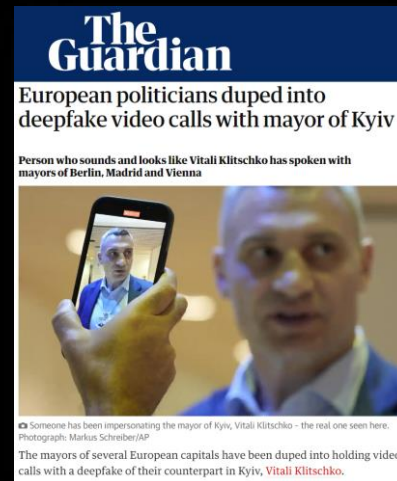 The
Guardian
European politicians duped into
deepfake video calls with mayor of Kyiv
Person who sounds and looks like Vitali Klitschko has spoken with
mayors of Berlin, Madrid and Vienna
Someone has been impersonating the mayor of Kyiv, Vitali Klitschko – the real one seen here.
Photograph: Markus Schreiber/AP
The mayors of several European capitals have been duped into holding video
calls with a deepfake of their counterpart in Kyiv, Vitali Klitschko.